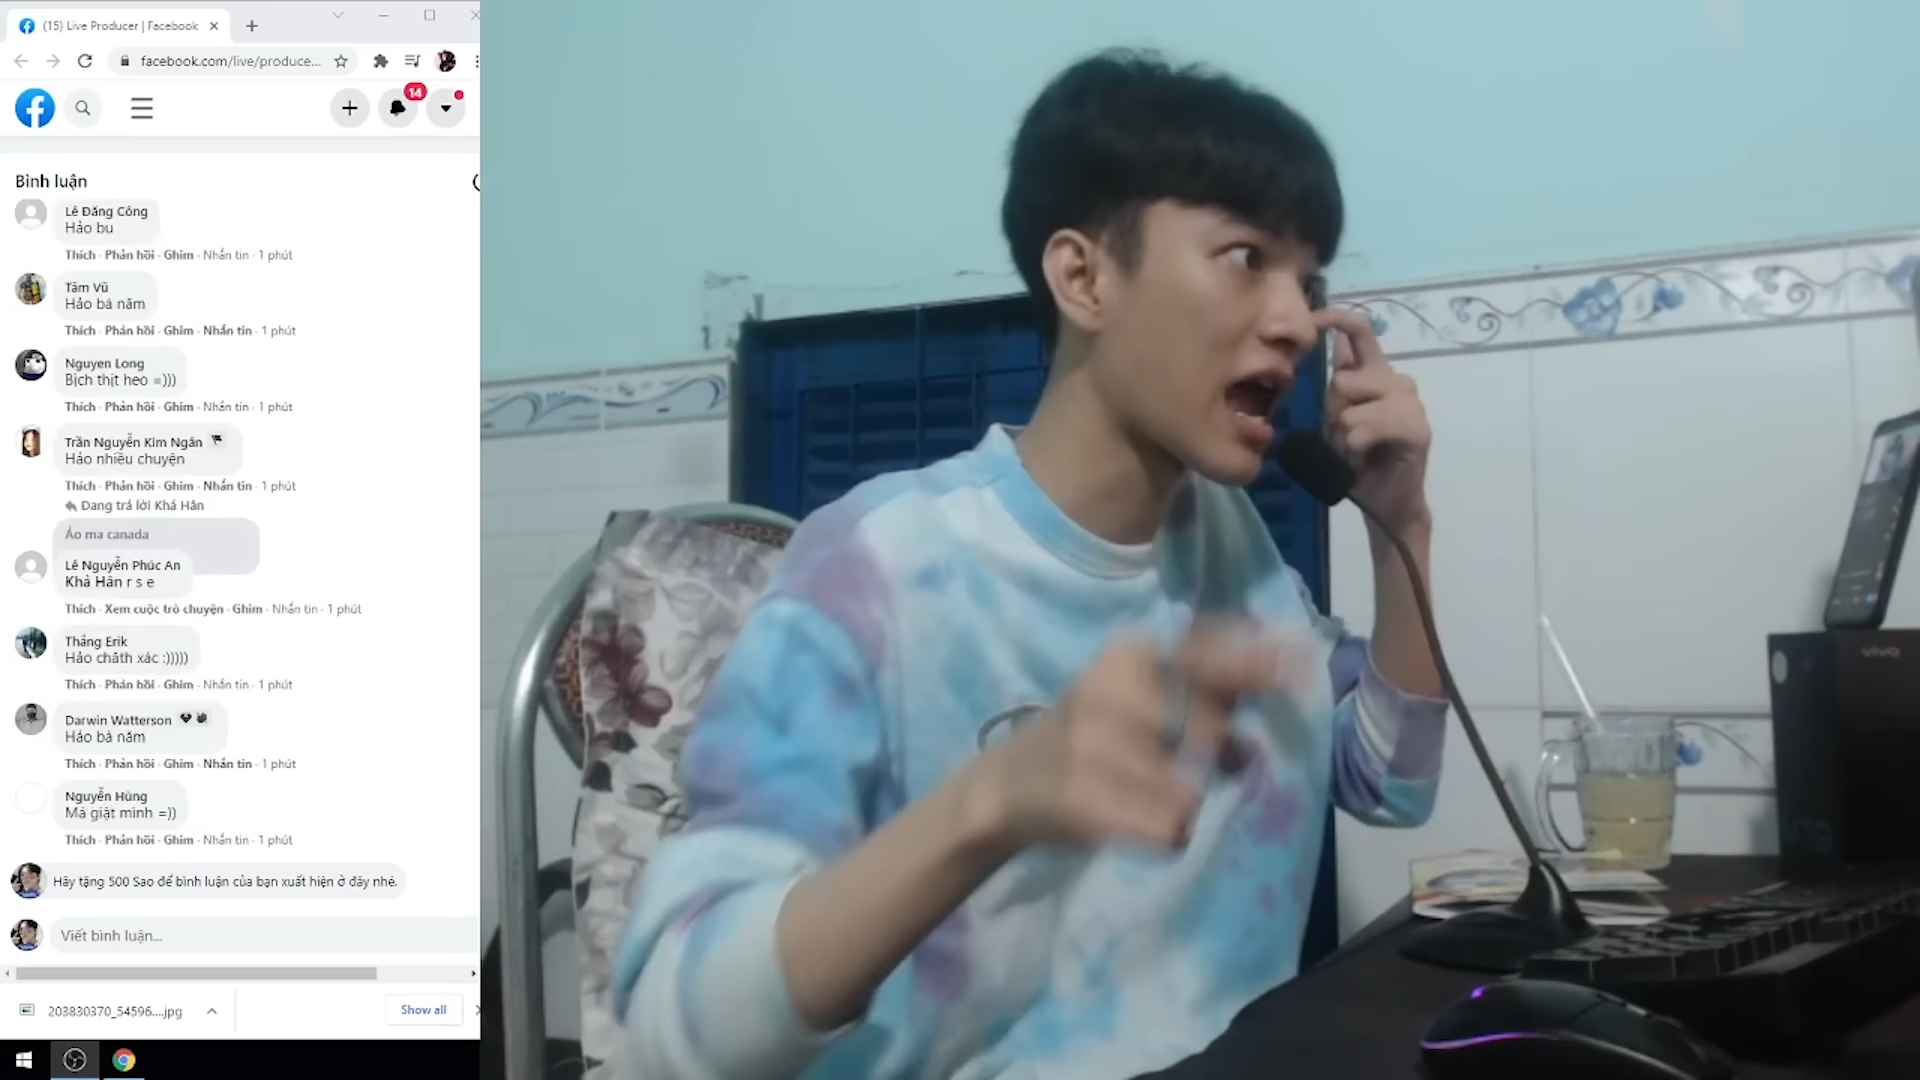 (15) Live Producer | Facebook
facebook.com/live/produce...
14
Bình luận
Lê Đăng Công
Hảo bu
Thích · Phản hồi · Ghim · Nhắn tin · 1 phút
Tâm Vũ
Hảo bà năm
Thích · Phản hồi · Ghim · Nhắn tin · 1 phút
Nguyen Long
Bịch thịt heo =)))
Thích · Phản hồi · Ghim · Nhắn tin · 1 phút
Trần Nguyễn Kim Ngân
Hảo nhiều chuyện
Thích · Phản hồi · Ghim · Nhắn tin · 1 phút
Đang trả lời Khả Hân
Áo ma canada
Lê Nguyễn Phúc An
Khả Hân r s e
Thích · Xem cuộc trò chuyện · Ghim · Nhắn tin · 1 phút
Thắng Erik
Hảo chăth xác :)))))
Thích · Phản hồi · Ghim · Nhắn tin · 1 phút
Darwin Watterson
Hảo bà năm
Thích · Phản hồi · Ghim · Nhắn tin · 1 phút
Nguyễn Hùng
Má giật mình =))
Thích · Phản hồi · Ghim · Nhắn tin · 1 phút
Hãy tặng 500 Sao để bình luận của bạn xuất hiện ở đây nhé.
Viết bình luận...
203830370_54596....jpg
Show all
vivo
V19